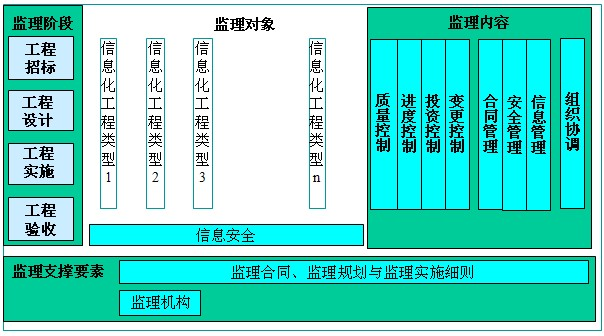 监理阶段
工程
招标
工程
设计
工程
实施
工程
验收
监理对象
信息化工程类型1
信息化工程类型2
信息化工程类型3
信息化工程类型n
信息安全
监理内容
质量控制
进度控制
投资控制
变更控制
合同管理
安全管理
信息管理
组织协调
监理支撑要素
监理合同、监理规划与监理实施细则
监理机构